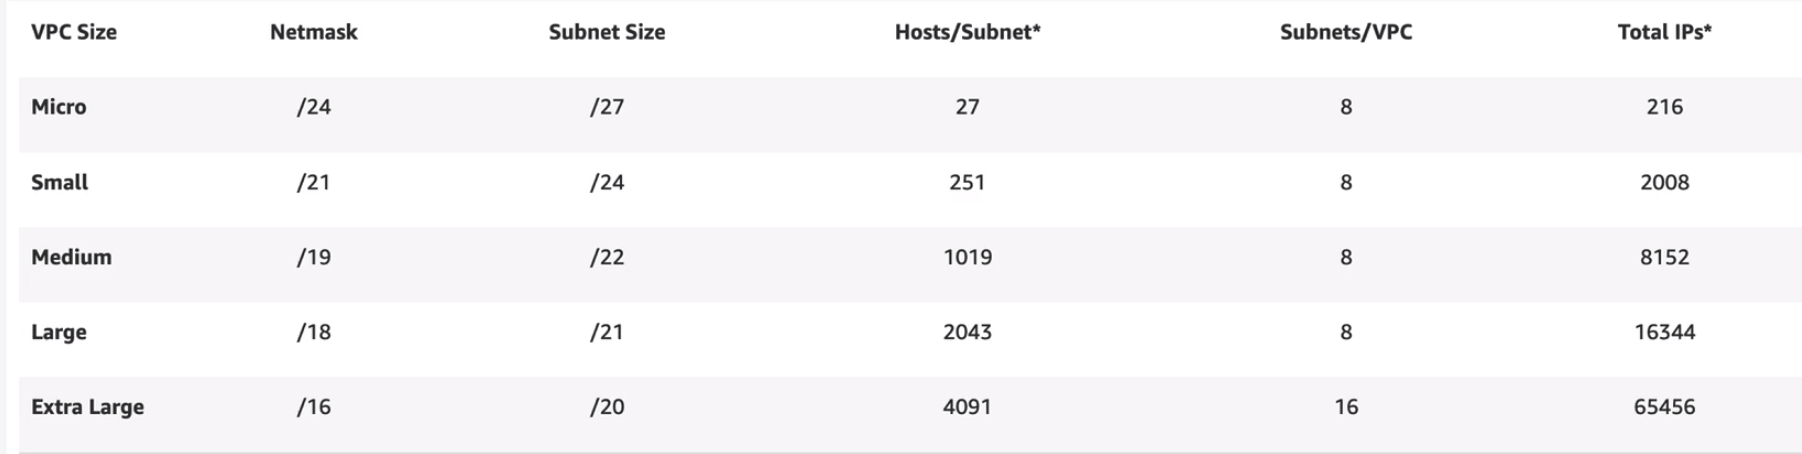 VPC Size Netmask Subnet Size Hosts/Subnet* Subnets/VPC Total IPs*
Micro /24 /27 27 8 216
Small /21 /24 251 8 2008
Medium /19 /22 1019 8 8152
Large /18 /21 2043 8 16344
Extra Large /16 /20 4091 16 65456